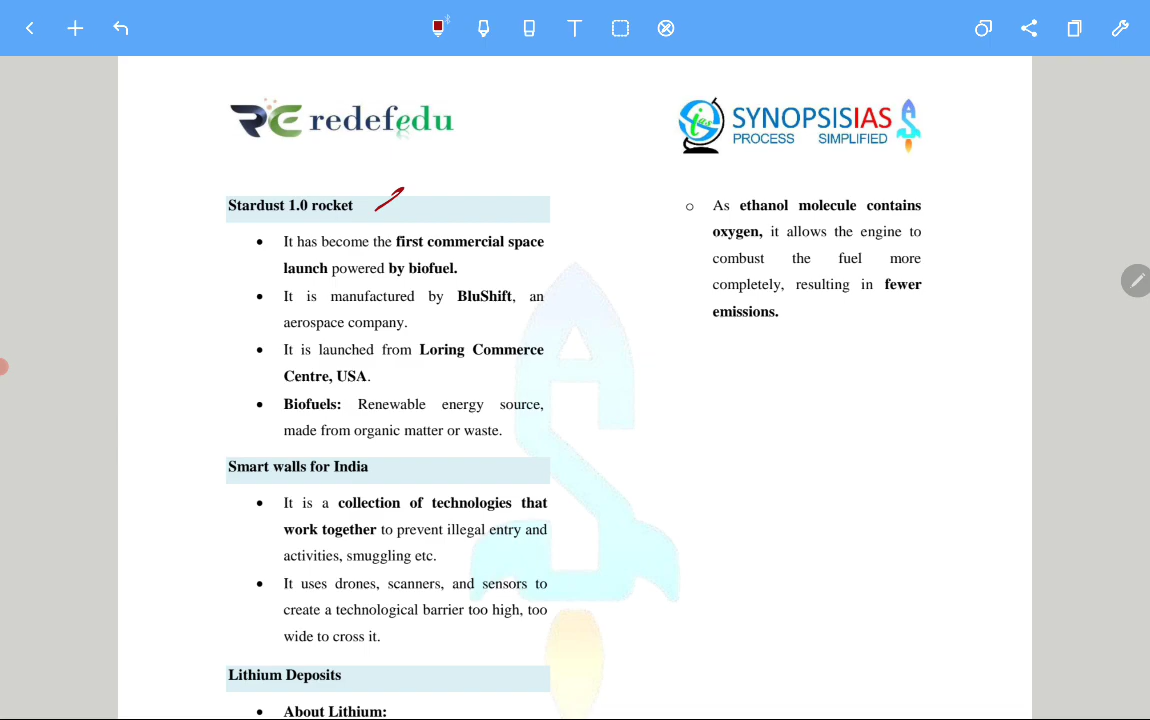 redefedu
SYNOPSISIAS
PROCESS SIMPLIFIED
Stardust 1.0 rocket
• It has become the first commercial space
launch powered by biofuel.
• It is manufactured by BluShift, an
aerospace company.
• It is launched from Loring Commerce
Centre, USA.
• Biofuels: Renewable energy source,
made from organic matter or waste.
Smart walls for India
• It is a collection of technologies that
work together to prevent illegal entry and
activities, smuggling etc.
• It uses drones, scanners, and sensors to
create a technological barrier too high, too
wide to cross it.
Lithium Deposits
• About Lithium:
o As ethanol molecule contains
oxygen, it allows the engine to
combust the fuel more
completely, resulting in fewer
emissions.